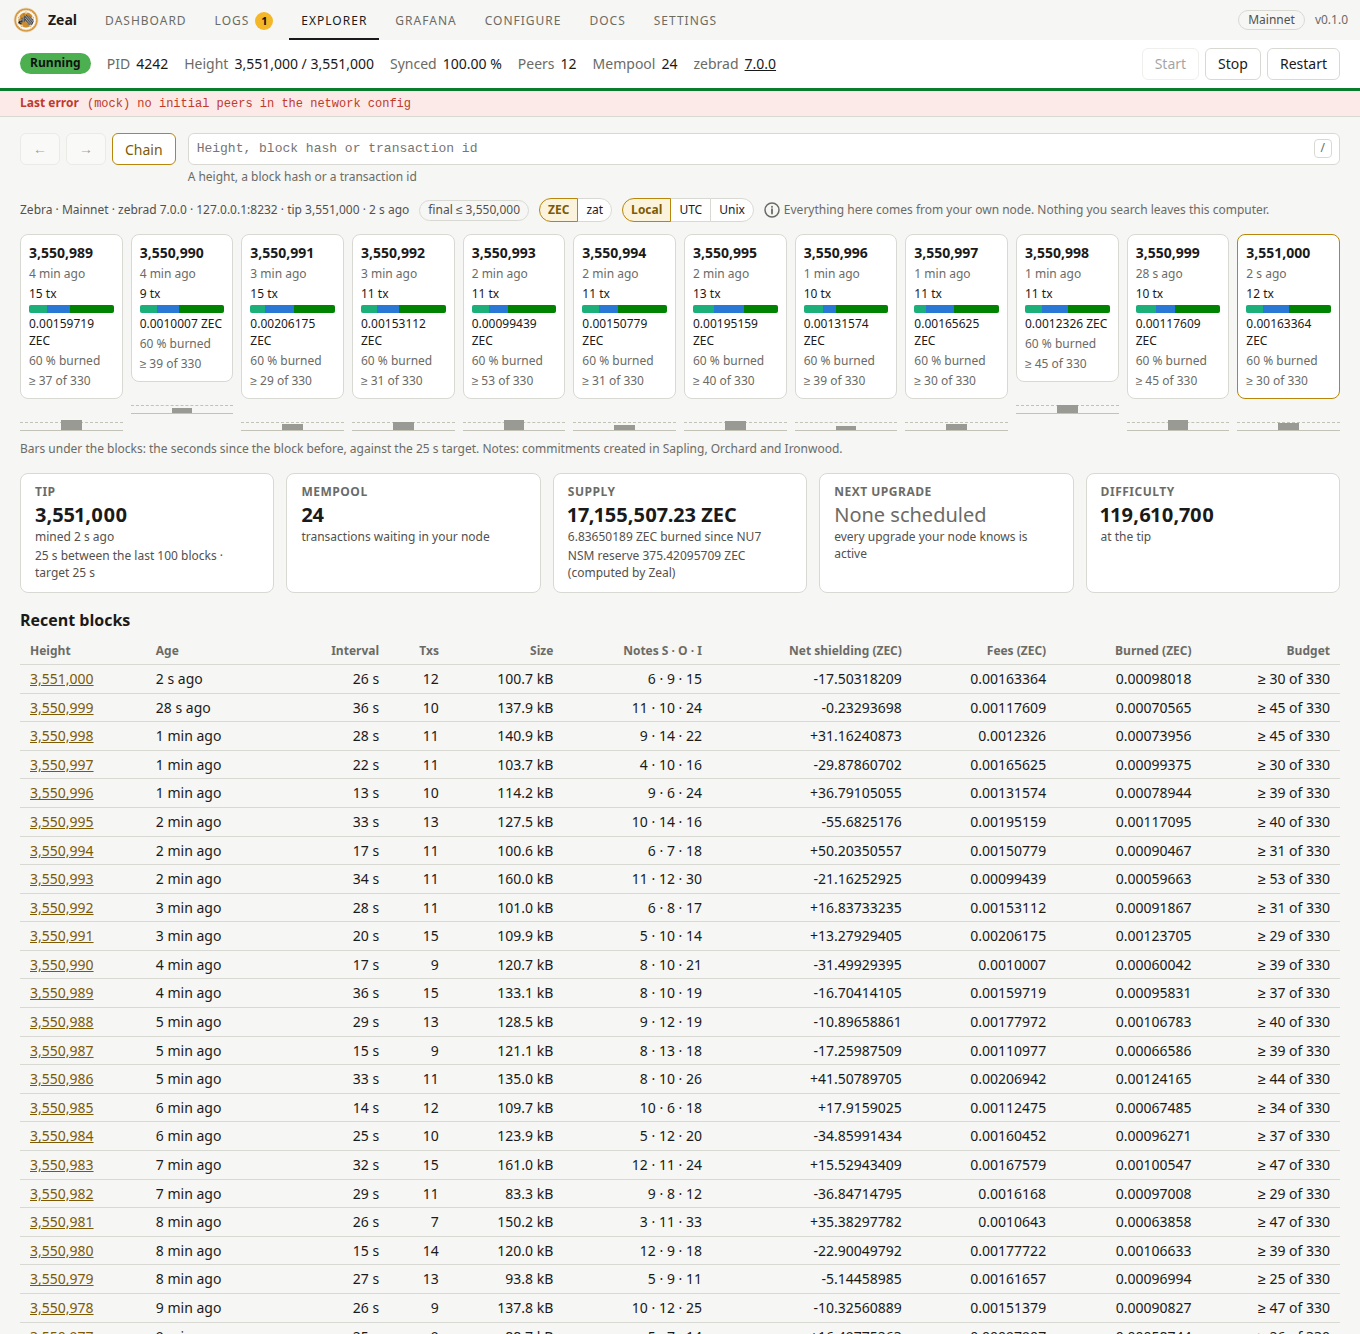 Zeal DASHBOARD LOGS 1 EXPLORER GRAFANA CONFIGURE DOCS SETTINGS Mainnet v0.1.0
Running PID 4242 Height 3,551,000 / 3,551,000 Synced 100.00 % Peers 12 Mempool 24 zebrad 7.0.0 Start Stop Restart
Last error (mock) no initial peers in the network config
← → Chain Height, block hash or transaction id /
A height, a block hash or a transaction id
Zebra · Mainnet · zebrad 7.0.0 · 127.0.0.1:8232 · tip 3,551,000 · 2 s ago final ≤ 3,550,000 ZEC zat Local UTC Unix Everything here comes from your own node. Nothing you search leaves this computer.
3,550,989
4 min ago
15 tx
0.00159719
ZEC
60 % burned
≥ 37 of 330
3,550,990
4 min ago
9 tx
0.0010007 ZEC
60 % burned
≥ 39 of 330
3,550,991
3 min ago
15 tx
0.00206175
ZEC
60 % burned
≥ 29 of 330
3,550,992
3 min ago
11 tx
0.00153112
ZEC
60 % burned
≥ 31 of 330
3,550,993
2 min ago
11 tx
0.00099439
ZEC
60 % burned
≥ 53 of 330
3,550,994
2 min ago
11 tx
0.00150779
ZEC
60 % burned
≥ 31 of 330
3,550,995
2 min ago
13 tx
0.00195159
ZEC
60 % burned
≥ 40 of 330
3,550,996
1 min ago
10 tx
0.00131574
ZEC
60 % burned
≥ 39 of 330
3,550,997
1 min ago
11 tx
0.00165625
ZEC
60 % burned
≥ 30 of 330
3,550,998
1 min ago
11 tx
0.0012326 ZEC
60 % burned
≥ 45 of 330
3,550,999
28 s ago
10 tx
0.00117609
ZEC
60 % burned
≥ 45 of 330
3,551,000
2 s ago
12 tx
0.00163364
ZEC
60 % burned
≥ 30 of 330
Bars under the blocks: the seconds since the block before, against the 25 s target. Notes: commitments created in Sapling, Orchard and Ironwood.
TIP
3,551,000
mined 2 s ago
25 s between the last 100 blocks ·
target 25 s
MEMPOOL
24
transactions waiting in your node
SUPPLY
17,155,507.23 ZEC
6.83650189 ZEC burned since NU7
NSM reserve 375.42095709 ZEC
(computed by Zeal)
NEXT UPGRADE
None scheduled
every upgrade your node knows is
active
DIFFICULTY
119,610,700
at the tip
Recent blocks
Height Age Interval Txs Size Notes S · O · I Net shielding (ZEC) Fees (ZEC) Burned (ZEC) Budget
3,551,000 2 s ago 26 s 12 100.7 kB 6 · 9 · 15 -17.50318209 0.00163364 0.00098018 ≥ 30 of 330
3,550,999 28 s ago 36 s 10 137.9 kB 11 · 10 · 24 -0.23293698 0.00117609 0.00070565 ≥ 45 of 330
3,550,998 1 min ago 28 s 11 140.9 kB 9 · 14 · 22 +31.16240873 0.0012326 0.00073956 ≥ 45 of 330
3,550,997 1 min ago 22 s 11 103.7 kB 4 · 10 · 16 -29.87860702 0.00165625 0.00099375 ≥ 30 of 330
3,550,996 1 min ago 13 s 10 114.2 kB 9 · 6 · 24 +36.79105055 0.00131574 0.00078944 ≥ 39 of 330
3,550,995 2 min ago 33 s 13 127.5 kB 10 · 14 · 16 -55.6825176 0.00195159 0.00117095 ≥ 40 of 330
3,550,994 2 min ago 17 s 11 100.6 kB 6 · 7 · 18 +50.20350557 0.00150779 0.00090467 ≥ 31 of 330
3,550,993 2 min ago 34 s 11 160.0 kB 11 · 12 · 30 -21.16252925 0.00099439 0.00059663 ≥ 53 of 330
3,550,992 3 min ago 28 s 11 101.0 kB 6 · 8 · 17 +16.83733235 0.00153112 0.00091867 ≥ 31 of 330
3,550,991 3 min ago 20 s 15 109.9 kB 5 · 10 · 14 +13.27929405 0.00206175 0.00123705 ≥ 29 of 330
3,550,990 4 min ago 17 s 9 120.7 kB 8 · 10 · 21 -31.49929395 0.0010007 0.00060042 ≥ 39 of 330
3,550,989 4 min ago 36 s 15 133.1 kB 8 · 10 · 19 -16.70414105 0.00159719 0.00095831 ≥ 37 of 330
3,550,988 5 min ago 29 s 13 128.5 kB 9 · 12 · 19 -10.89658861 0.00177972 0.00106783 ≥ 40 of 330
3,550,987 5 min ago 15 s 9 121.1 kB 8 · 13 · 18 -17.25987509 0.00110977 0.00066586 ≥ 39 of 330
3,550,986 5 min ago 33 s 11 135.0 kB 8 · 10 · 26 +41.50789705 0.00206942 0.00124165 ≥ 44 of 330
3,550,985 6 min ago 14 s 12 109.7 kB 10 · 6 · 18 +17.9159025 0.00112475 0.00067485 ≥ 34 of 330
3,550,984 6 min ago 25 s 10 123.9 kB 5 · 12 · 20 -34.85991434 0.00160452 0.00096271 ≥ 37 of 330
3,550,983 7 min ago 32 s 15 161.0 kB 12 · 11 · 24 +15.52943409 0.00167579 0.00100547 ≥ 47 of 330
3,550,982 7 min ago 29 s 11 83.3 kB 9 · 8 · 12 -36.84714795 0.0016168 0.00097008 ≥ 29 of 330
3,550,981 8 min ago 26 s 7 150.2 kB 3 · 11 · 33 +35.38297782 0.0010643 0.00063858 ≥ 47 of 330
3,550,980 8 min ago 15 s 14 120.0 kB 12 · 9 · 18 -22.90049792 0.00177722 0.00106633 ≥ 39 of 330
3,550,979 8 min ago 27 s 13 93.8 kB 5 · 9 · 11 -5.14458985 0.00161657 0.00096994 ≥ 25 of 330
3,550,978 9 min ago 26 s 9 137.8 kB 10 · 12 · 25 -10.32560889 0.00151379 0.00090827 ≥ 47 of 330